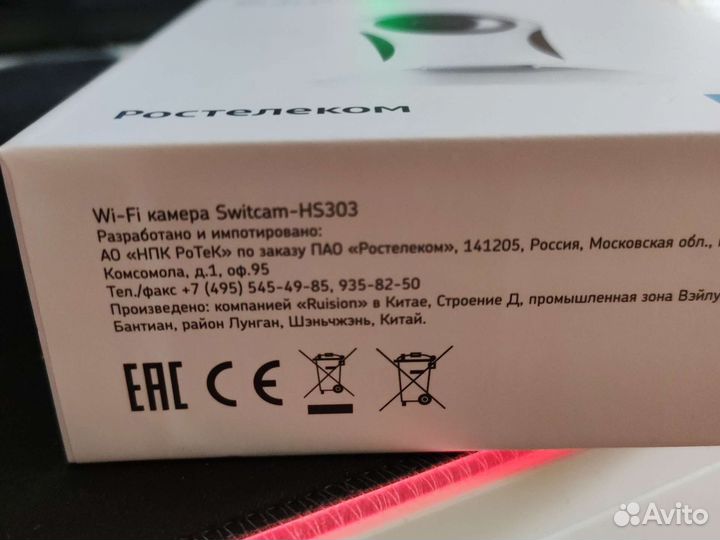 Ростелеком
Wi-Fi камера Switcam-HS303
Разработано и импотировано:
АО «НПК РоТеК» по заказу ПАО «Ростелеком», 141205, Россия, Московская обл.,
Комсомола, д.1, оф.95
Тел./факс +7 (495) 545-49-85, 935-82-50
Произведено: компанией «Ruision» в Китае, Строение Д, промышленная зона Вэйлу
Бантиан, район Лунган, Шэньчжэнь, Китай.
EAC CE
Avito